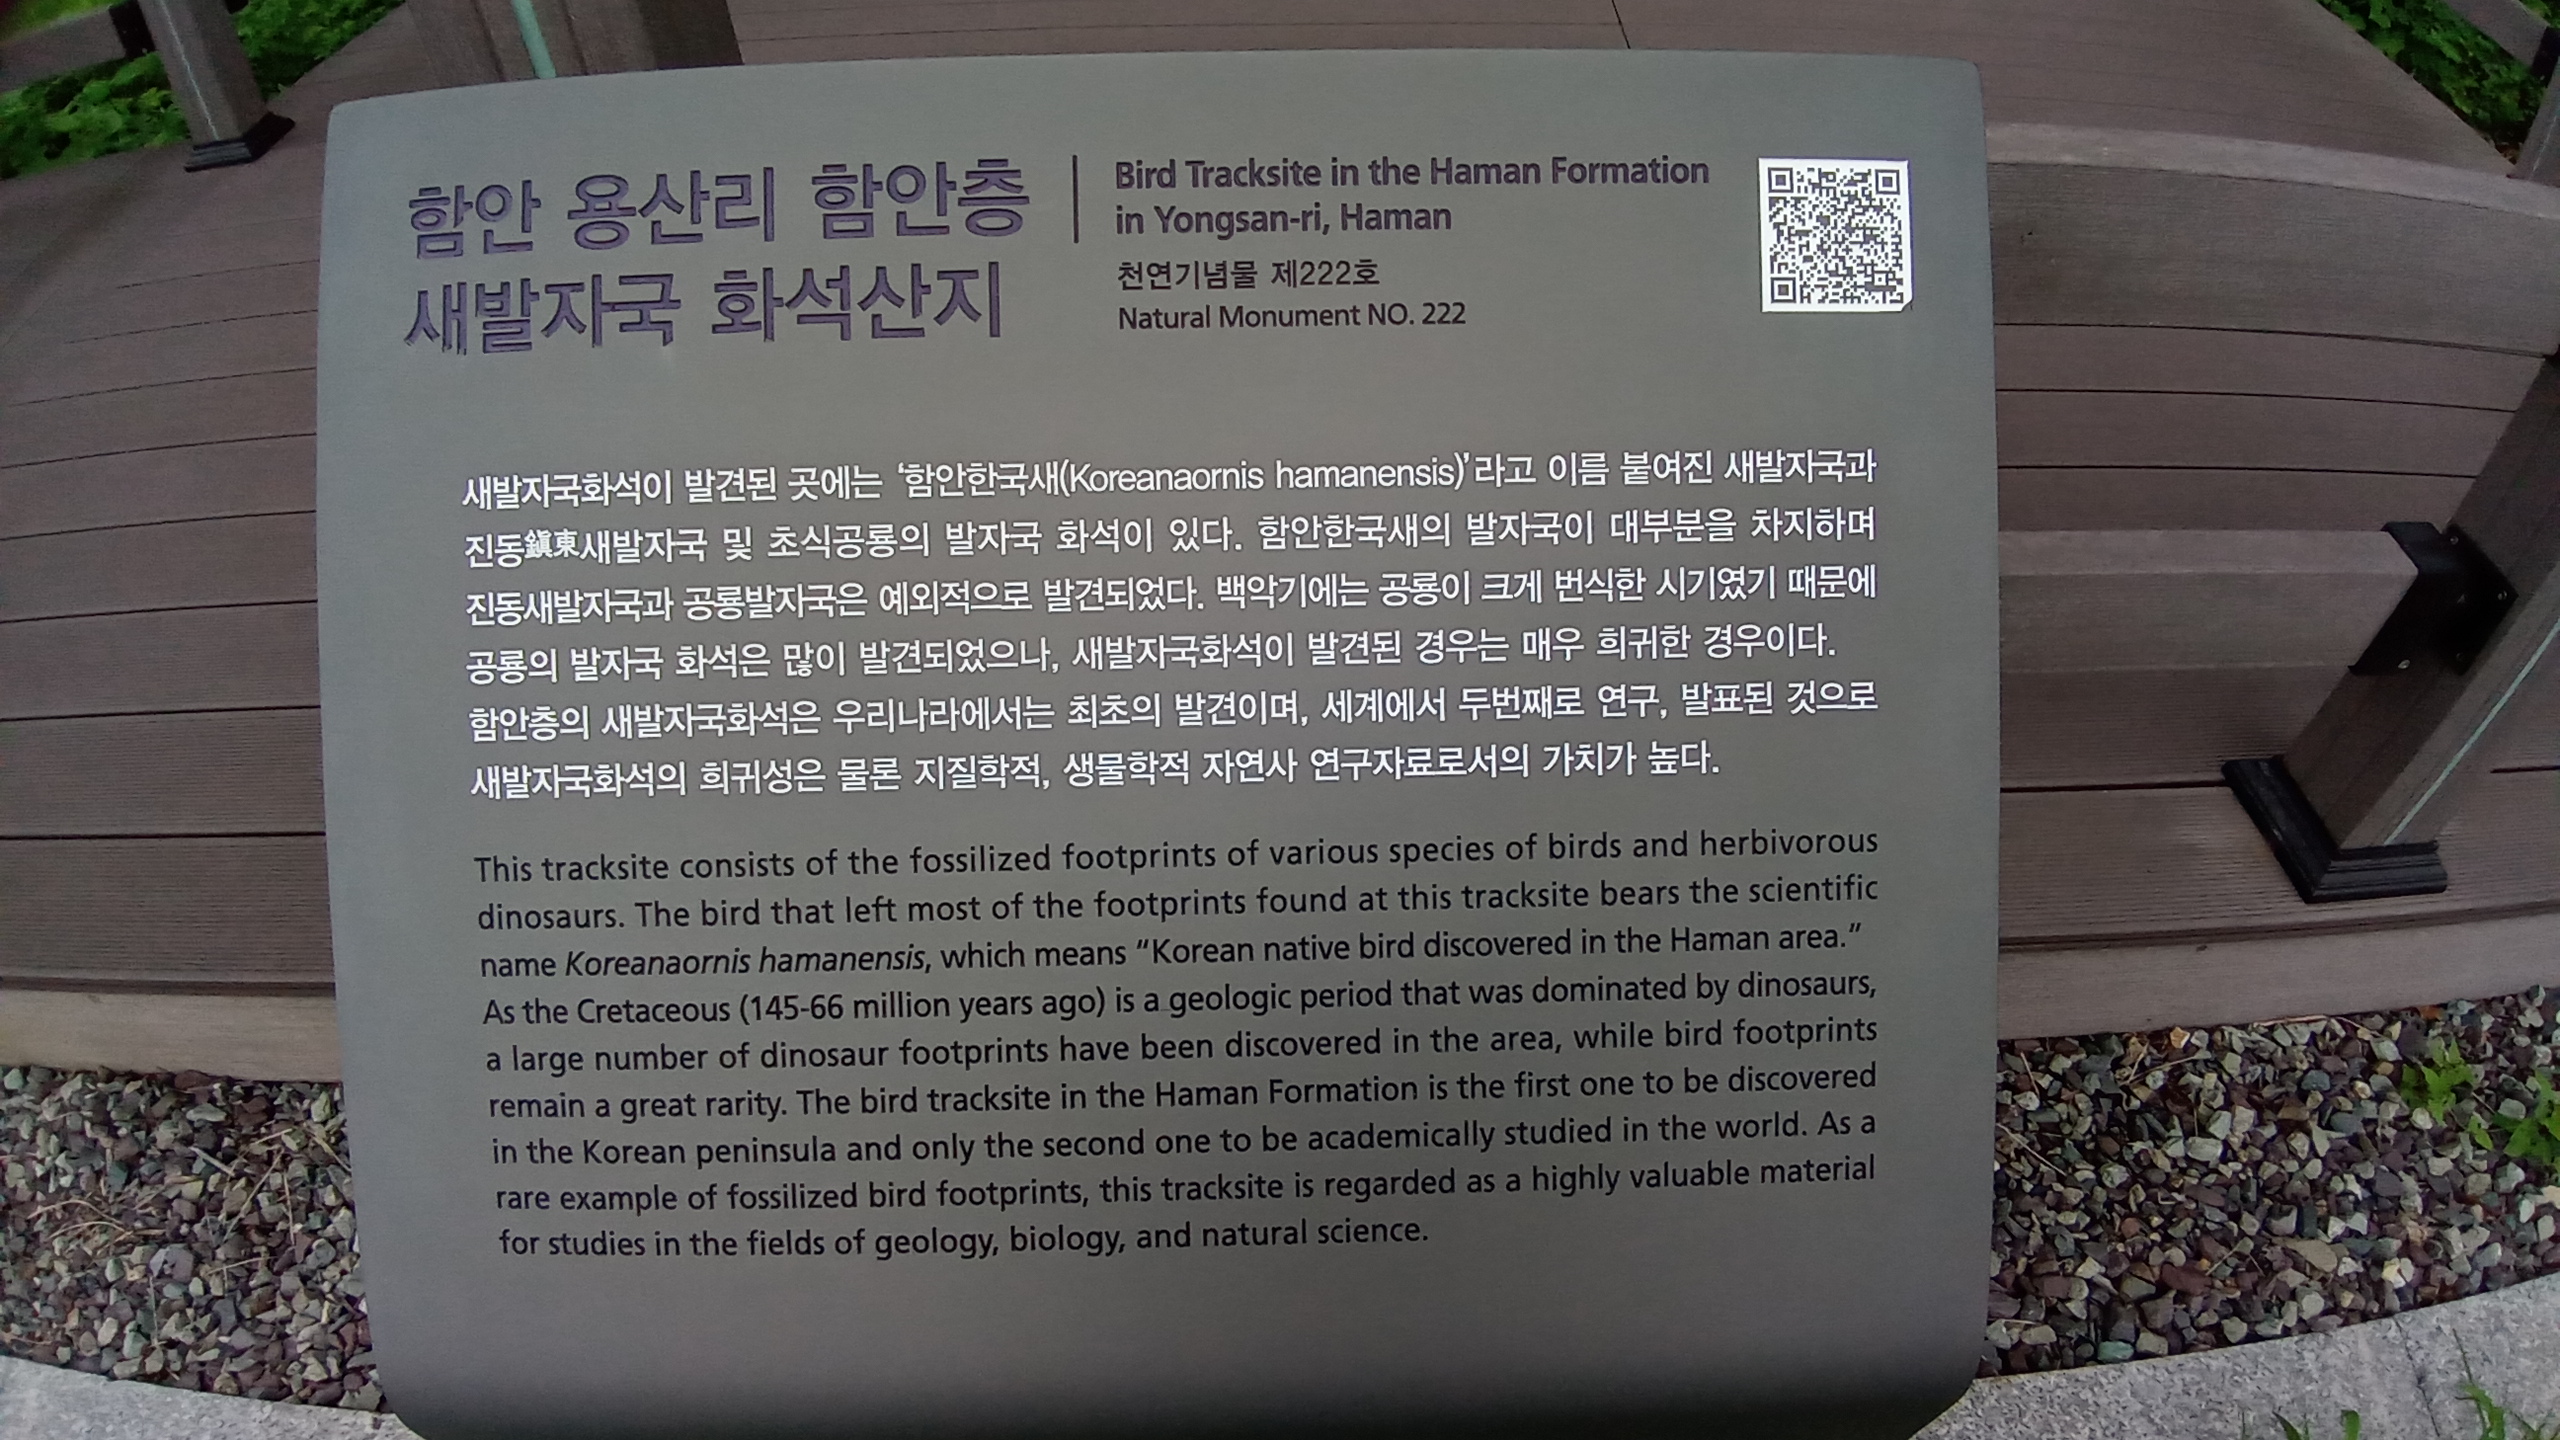 함안 용산리 함안층
새발자국 화석산지
Bird Tracksite in the Haman Formation
in Yongsan-ri, Haman
천연기념물 제222호
Natural Monument NO. 222
새발자국화석이 발견된 곳에는 ‘함안한국새(Koreanaornis hamanensis)’라고 이름 붙여진 새발자국과
진동鎭東새발자국 및 초식공룡의 발자국 화석이 있다. 함안한국새의 발자국이 대부분을 차지하며
진동새발자국과 공룡발자국은 예외적으로 발견되었다. 백악기에는 공룡이 크게 번식한 시기였기 때문에
공룡의 발자국 화석은 많이 발견되었으나, 새발자국화석이 발견된 경우는 매우 희귀한 경우이다.
함안층의 새발자국화석은 우리나라에서는 최초의 발견이며, 세계에서 두번째로 연구, 발표된 것으로
새발자국화석의 희귀성은 물론 지질학적, 생물학적 자연사 연구자료로서의 가치가 높다.
This tracksite consists of the fossilized footprints of various species of birds and herbivorous
dinosaurs. The bird that left most of the footprints found at this tracksite bears the scientific
name Koreanaornis hamanensis, which means “Korean native bird discovered in the Haman area.”
As the Cretaceous (145-66 million years ago) is a geologic period that was dominated by dinosaurs,
a large number of dinosaur footprints have been discovered in the area, while bird footprints
remain a great rarity. The bird tracksite in the Haman Formation is the first one to be discovered
in the Korean peninsula and only the second one to be academically studied in the world. As a
rare example of fossilized bird footprints, this tracksite is regarded as a highly valuable material
for studies in the fields of geology, biology, and natural science.